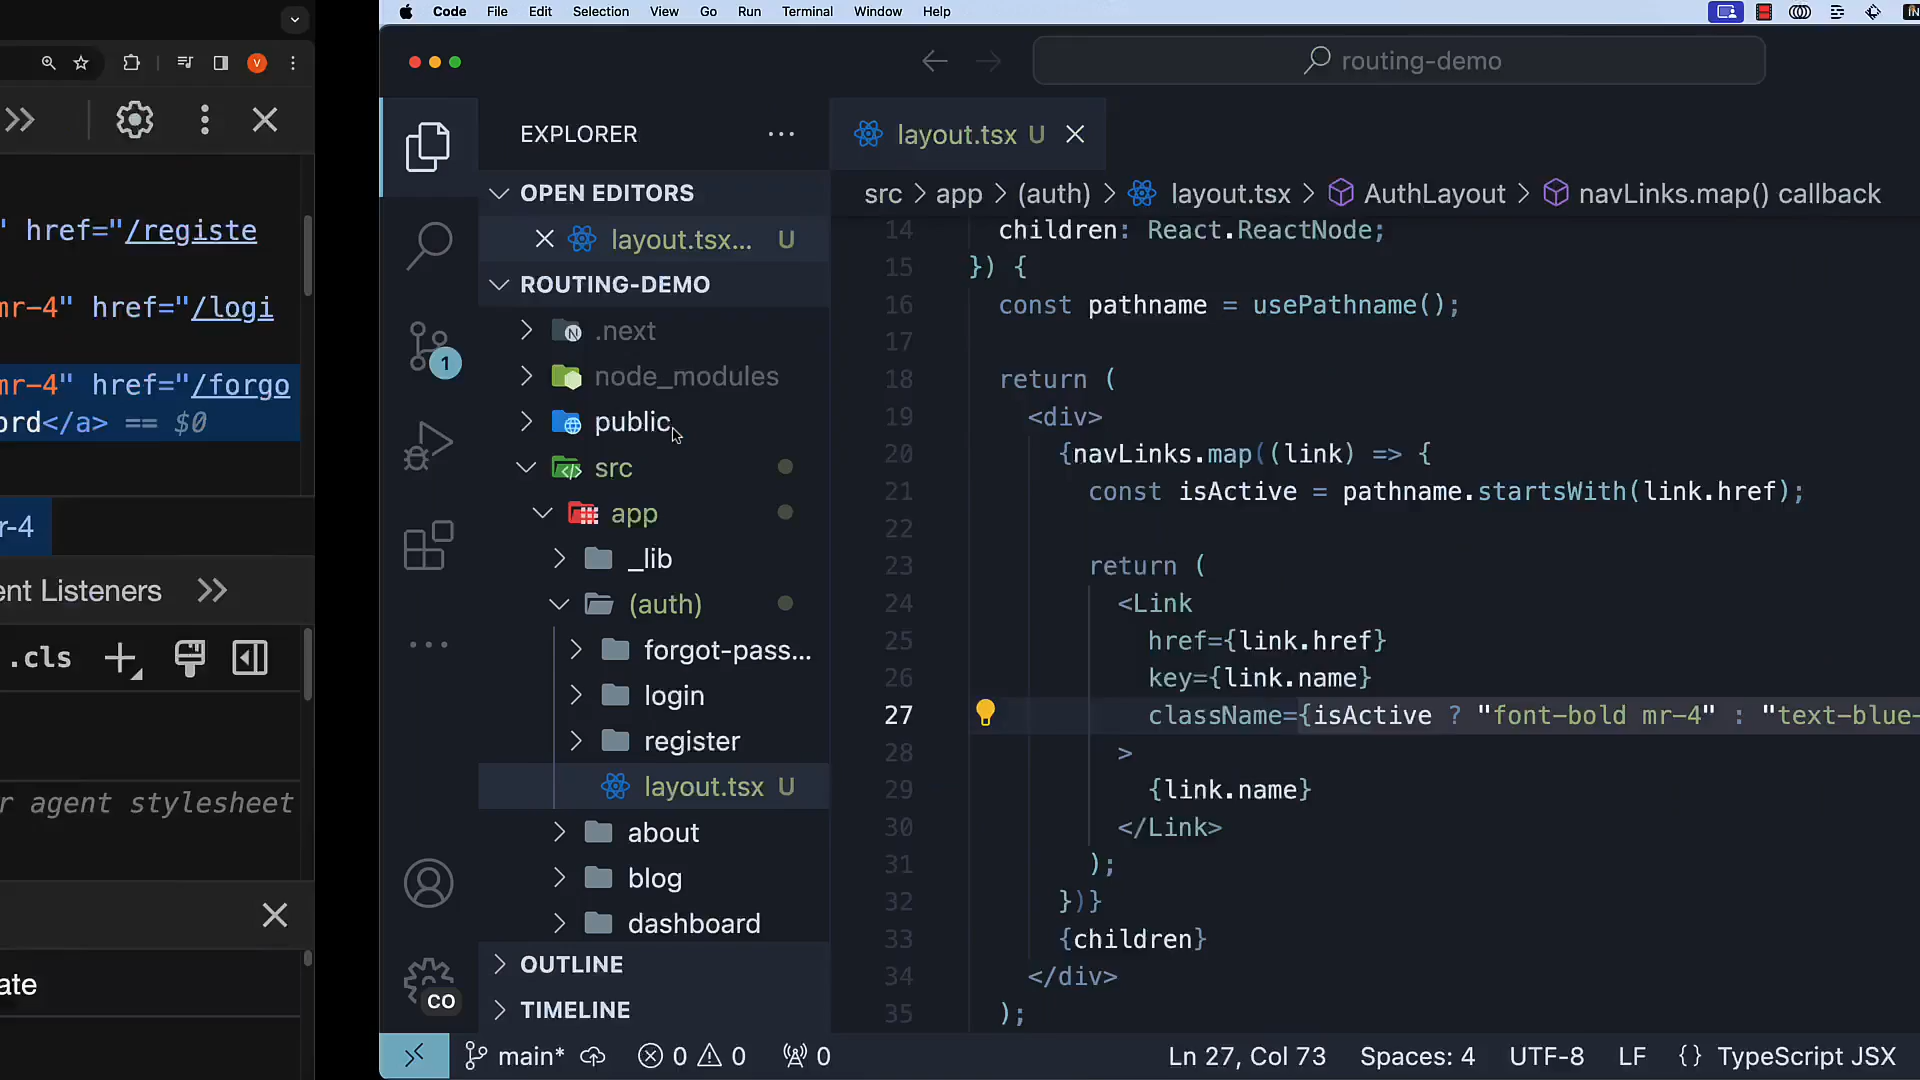 Code File Edit Selection View Go Run Terminal Window Help
V
" href="/registe
mr-4" href="/logi
mr-4" href="/forgo
ord</a> == $0
r-4
ent Listeners
.cls
r agent stylesheet
ate
routing-demo
EXPLORER
OPEN EDITORS
layout.tsx... U
ROUTING-DEMO
.next
node_modules
public
src
app
_lib
(auth)
forgot-pass...
login
register
layout.tsx U
about
blog
dashboard
OUTLINE
TIMELINE
1
CO
layout.tsx U
src > app > (auth) > layout.tsx > AuthLayout > navLinks.map() callback
14 children: React.ReactNode;
15 }) {
16 const pathname = usePathname();
17
18 return (
19 <div>
20 {navLinks.map((link) => {
21 const isActive = pathname.startsWith(link.href);
22
23 return (
24 <Link
25 href={link.href}
26 key={link.name}
27 className={isActive ? "font-bold mr-4" : "text-blue-
28 >
29 {link.name}
30 </Link>
31 );
32 })}
33 {children}
34 </div>
35 );
main* 0 0 0 Ln 27, Col 73 Spaces: 4 UTF-8 LF {} TypeScript JSX